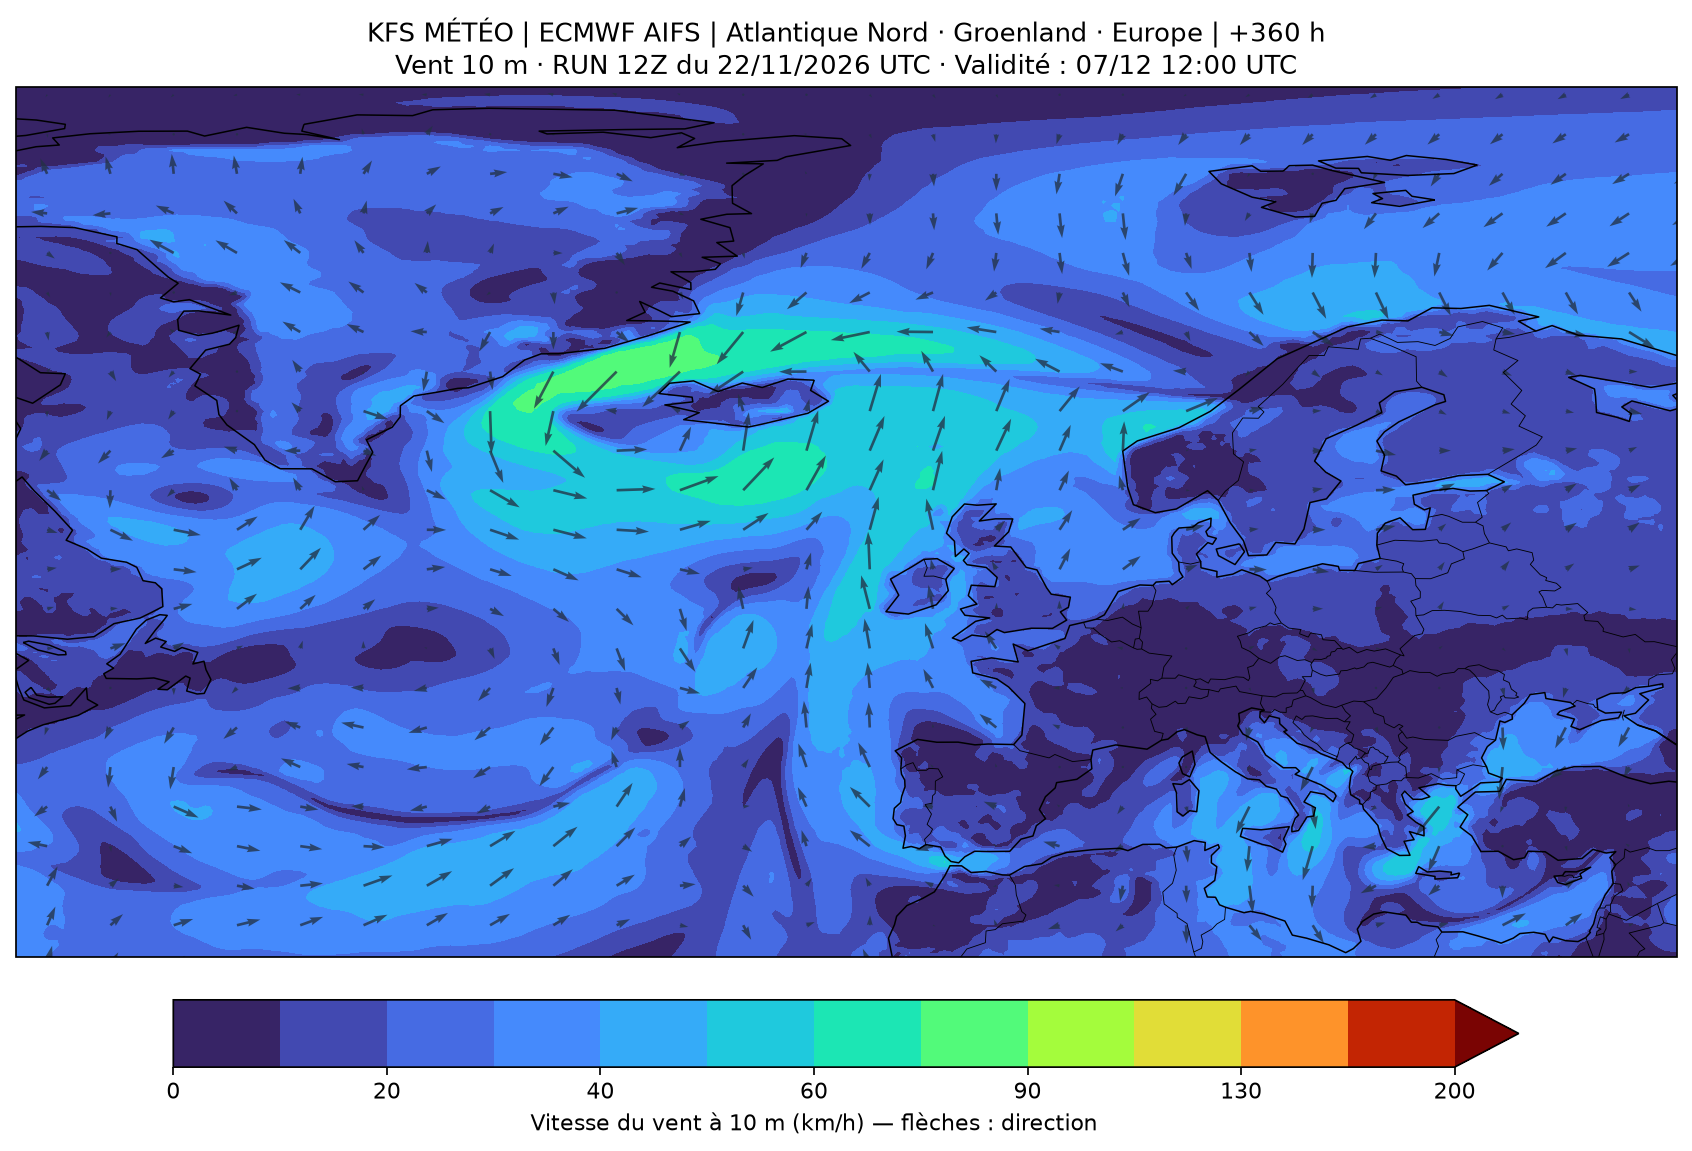 KFS MÉTÉO | ECMWF AIFS | Atlantique Nord · Groenland · Europe | +360 h
Vent 10 m · RUN 12Z du 22/11/2026 UTC · Validité : 07/12 12:00 UTC
0 20 40 60 90 130 200
Vitesse du vent à 10 m (km/h) — flèches : direction